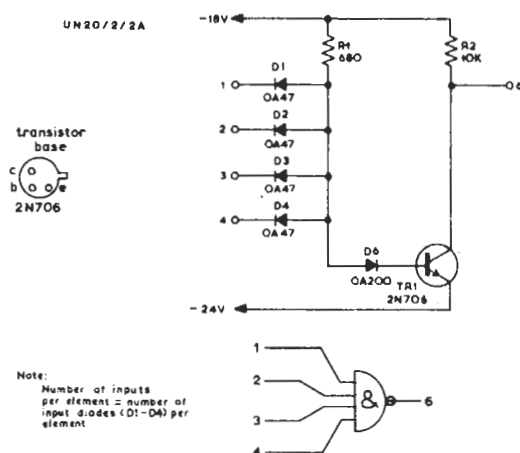 UN20/2/2A
-18V
R1
680
R2
10K
D1
1
OA47
6
D2
2
OA47
D3
3
OA47
D4
4
OA47
transistor
base
c
b
e
2N706
D6
OA200
TR1
2N706
-24V
1
2
3
4
&
6
Note:
Number of inputs
per element = number of
input diodes (D1-D4) per
element